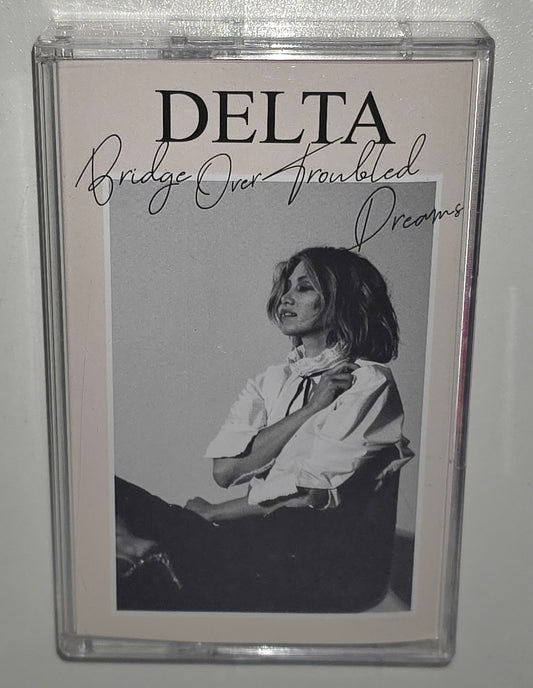 DELTA
Bridge Over Troubled
Dreams